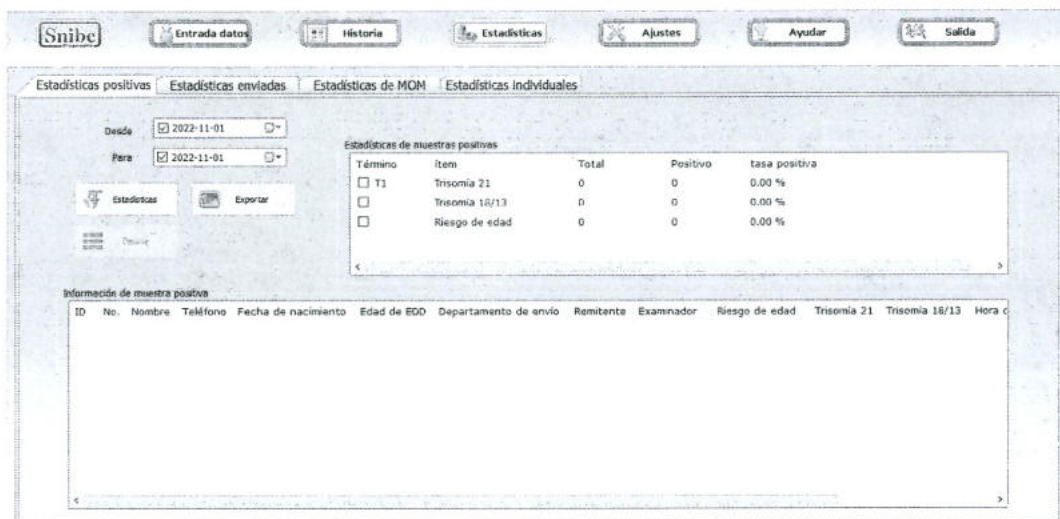 Snibe Entrada datos Historia Estadísticas Ajustes Ayudar Salida
Estadísticas positivas Estadísticas enviadas Estadísticas de MOM Estadísticas individuales
Desde 2022-11-01
Para 2022-11-01
Estadísticas Exportar
Estadísticas de muestras positivas
Término ítem Total Positivo tasa positiva
T1 Trisomía 21 0 0 0.00 %
Trisomía 18/13 0 0 0.00 %
Riesgo de edad 0 0 0.00 %
Información de muestra positiva
ID No. Nombre Teléfono Fecha de nacimiento Edad de EDD Departamento de envío Remitente Examinador Riesgo de edad Trisomía 21 Trisomía 18/13 Hora